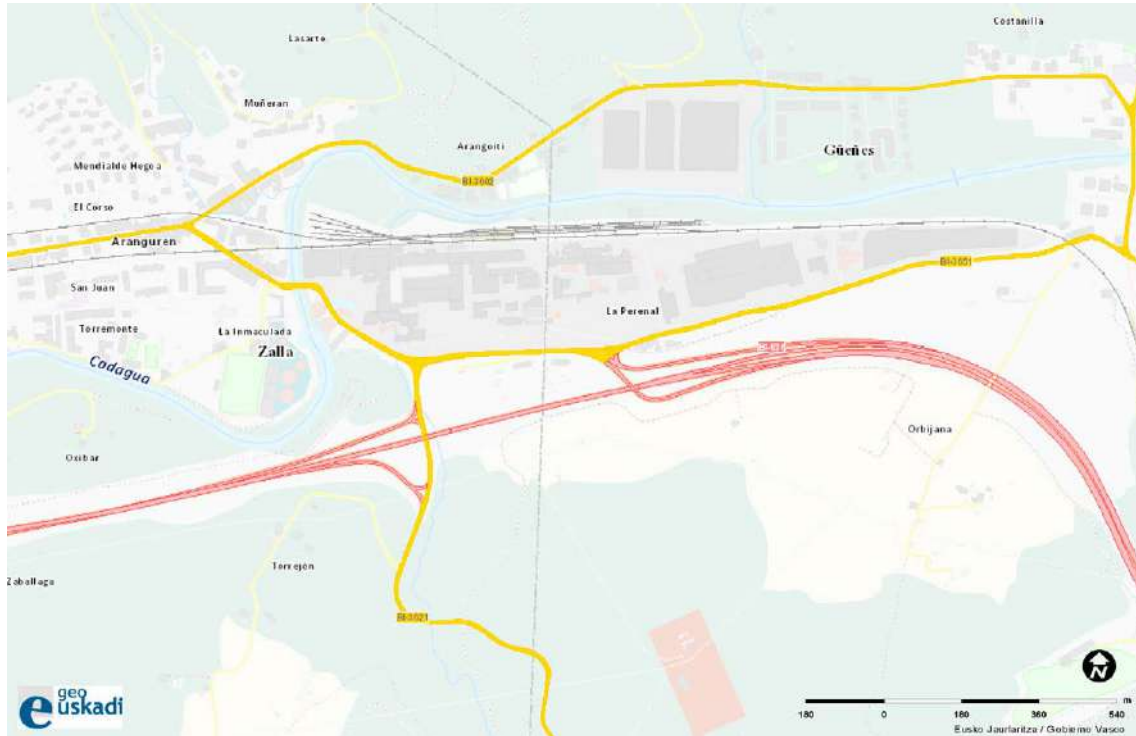 Costanilla
Lasarte
Muñeran
Arangoiti
Güeñes
Mendialde Hegoa
BI-3602
El Corso
Aranguren
BI-3651
San Juan
La Perenal
Torremonte
La Inmaculada
Zalla
Cadagua
Orbijana
Oxibar
Torrejón
Zaballaga
BI-3621
N
geo
euskadi
180 0 180 360 540 m
Eusko Jaurlaritza / Gobierno Vasco